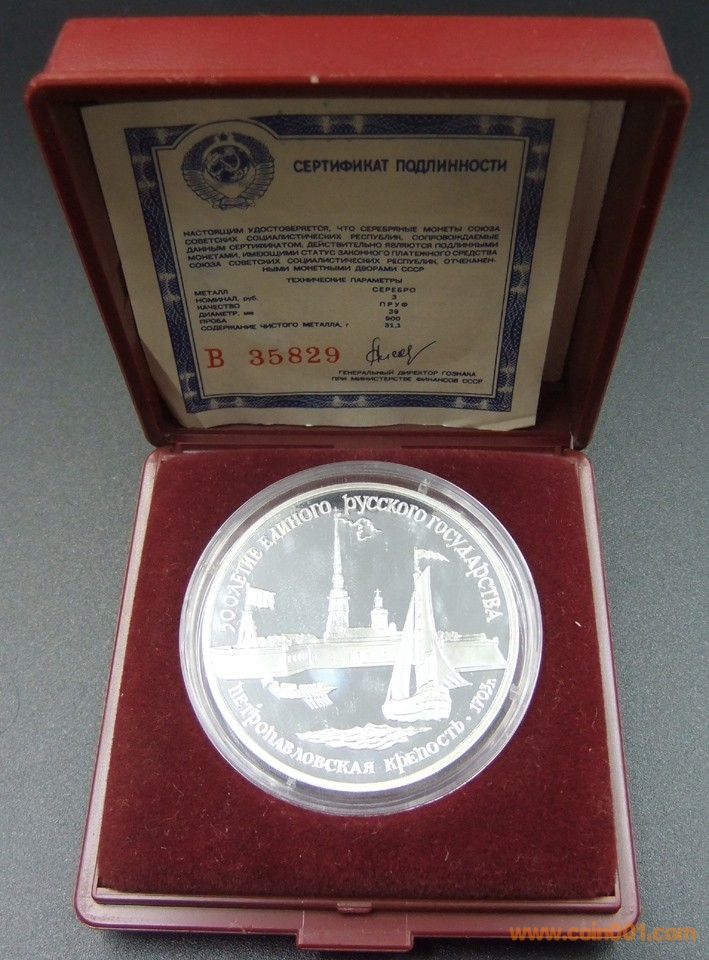 СЕРТИФИКАТ ПОДЛИННОСТИ
НАСТОЯЩИМ УДОСТОВЕРЯЕТСЯ, ЧТО СЕРЕБРЯНЫЕ МОНЕТЫ СОЮЗА
СОВЕТСКИХ СОЦИАЛИСТИЧЕСКИХ РЕСПУБЛИК, СОПРОВОЖДАЕМЫЕ
ДАННЫМ СЕРТИФИКАТОМ, ДЕЙСТВИТЕЛЬНО ЯВЛЯЮТСЯ ПОДЛИННЫМИ
МОНЕТАМИ, ИМЕЮЩИМИ СТАТУС ЗАКОННОГО ПЛАТЕЖНОГО СРЕДСТВА
СОЮЗА СОВЕТСКИХ СОЦИАЛИСТИЧЕСКИХ РЕСПУБЛИК, ОТЧЕКАНЕН-
НЫМИ МОНЕТНЫМИ ДВОРАМИ СССР
ТЕХНИЧЕСКИЕ ПАРАМЕТРЫ
МЕТАЛЛ СЕРЕБРО
НОМИНАЛ, руб. 3
КАЧЕСТВО ПРУФ
ДИАМЕТР, мм 39
ПРОБА 900
СОДЕРЖАНИЕ ЧИСТОГО МЕТАЛЛА, г 31,1
В 35829
ГЕНЕРАЛЬНЫЙ ДИРЕКТОР ГОЗНАКА
ПРИ МИНИСТЕРСТВЕ ФИНАНСОВ СССР
500-ЛЕТИЕ ЕДИНОГО РУССКОГО ГОСУДАРСТВА
ПЕТРОПАВЛОВСКАЯ КРЕПОСТЬ · 1703г.
www.coin001.com